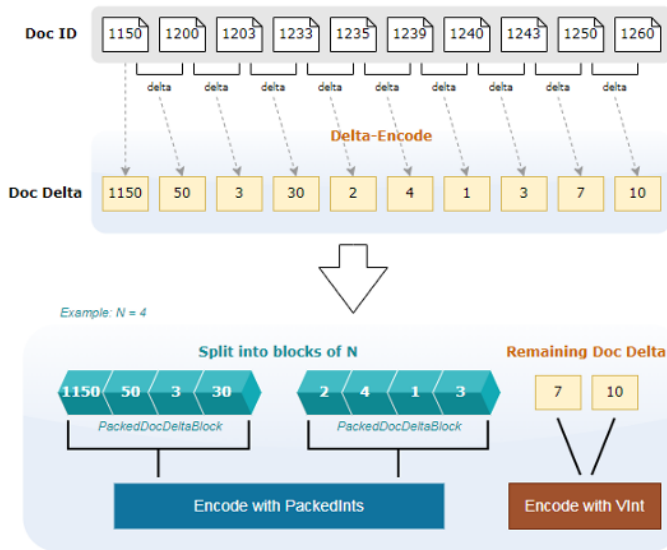 Doc ID 1150 1200 1203 1233 1235 1239 1240 1243 1250 1260
delta delta delta delta delta delta delta delta delta
Delta-Encode
Doc Delta 1150 50 3 30 2 4 1 3 7 10
Example: N = 4
Split into blocks of N Remaining Doc Delta
1150 50 3 30 2 4 1 3 7 10
PackedDocDeltaBlock PackedDocDeltaBlock
Encode with PackedInts Encode with VInt